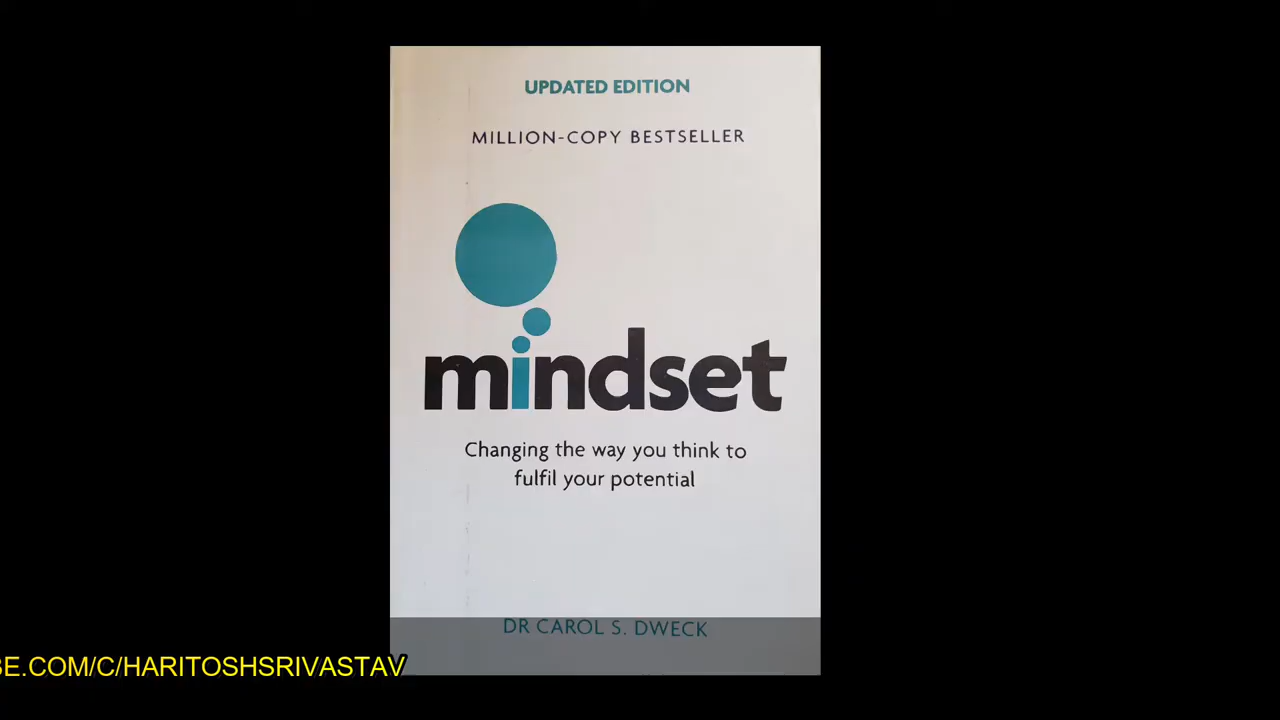 UPDATED EDITION
MILLION-COPY BESTSELLER
mindset
Changing the way you think to
fulfil your potential
DR CAROL S. DWECK
BE.COM/C/HARITOSHSRIVASTAV